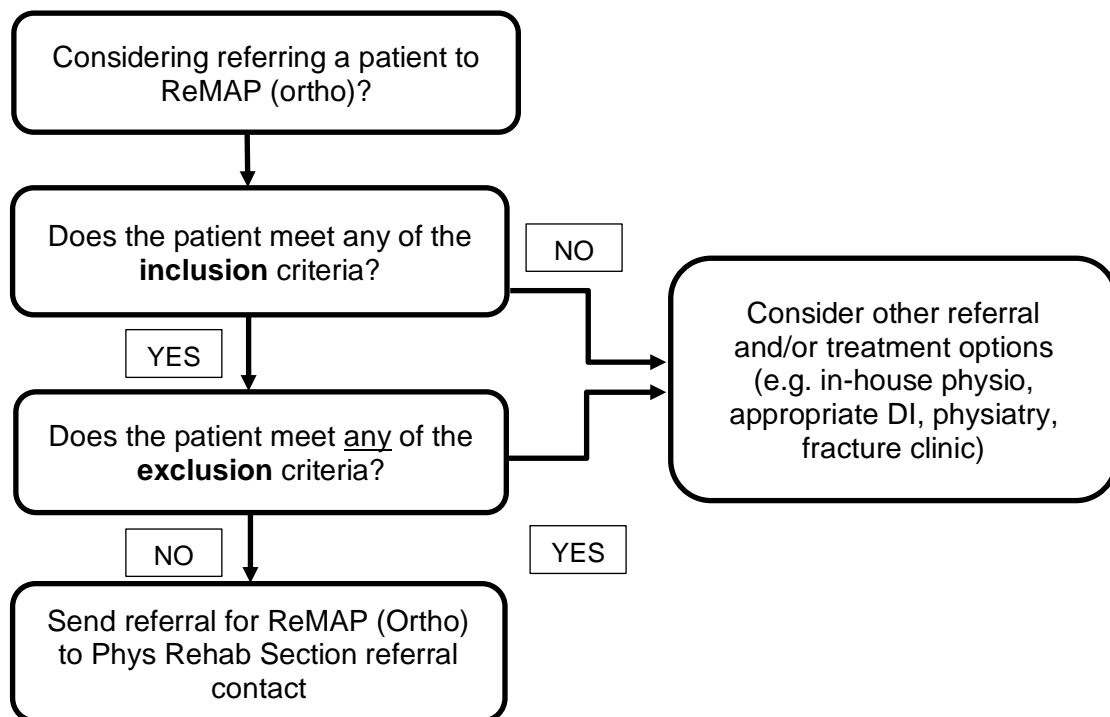 Considering referring a patient to
ReMAP (ortho)?
Does the patient meet any of the
inclusion criteria?
NO
Consider other referral
and/or treatment options
(e.g. in-house physio,
appropriate DI, physiatry,
fracture clinic)
YES
Does the patient meet any of the
exclusion criteria?
NO
YES
Send referral for ReMAP (Ortho)
to Phys Rehab Section referral
contact